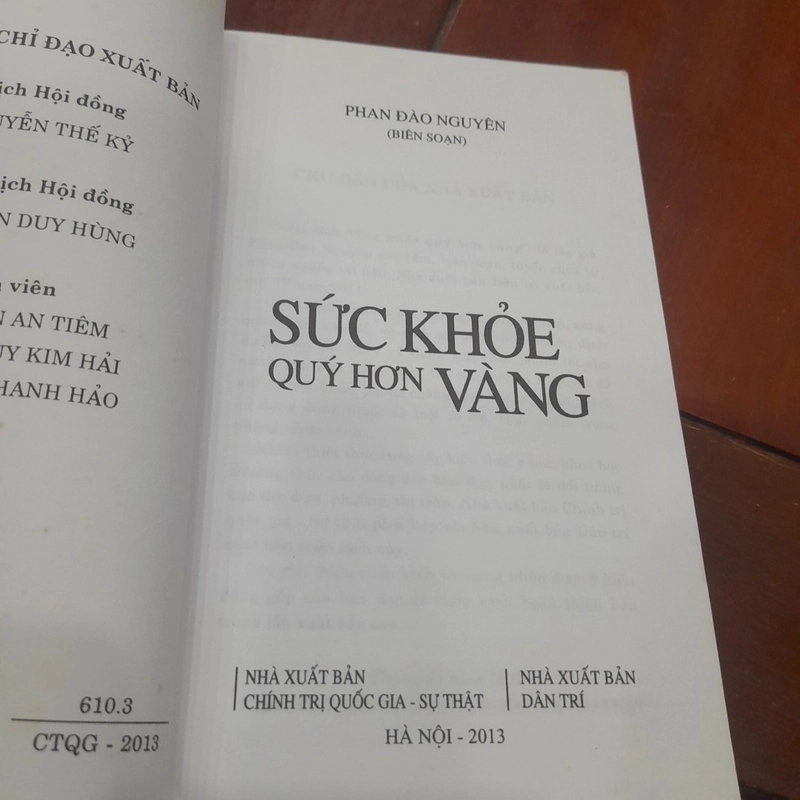 CHỈ ĐẠO XUẤT BẢN
ịch Hội đồng
UYỄN THẾ KỶ
ịch Hội đồng
N DUY HÙNG
viên
N AN TIÊM
UY KIM HẢI
HANH HẢO
610.3
CTQG - 2013
PHAN ĐÀO NGUYÊN
(BIÊN SOẠN)
SỨC KHỎE
QUÝ HƠN VÀNG
NHÀ XUẤT BẢN
CHÍNH TRỊ QUỐC GIA - SỰ THẬT
NHÀ XUẤT BẢN
DÂN TRÍ
HÀ NỘI - 2013